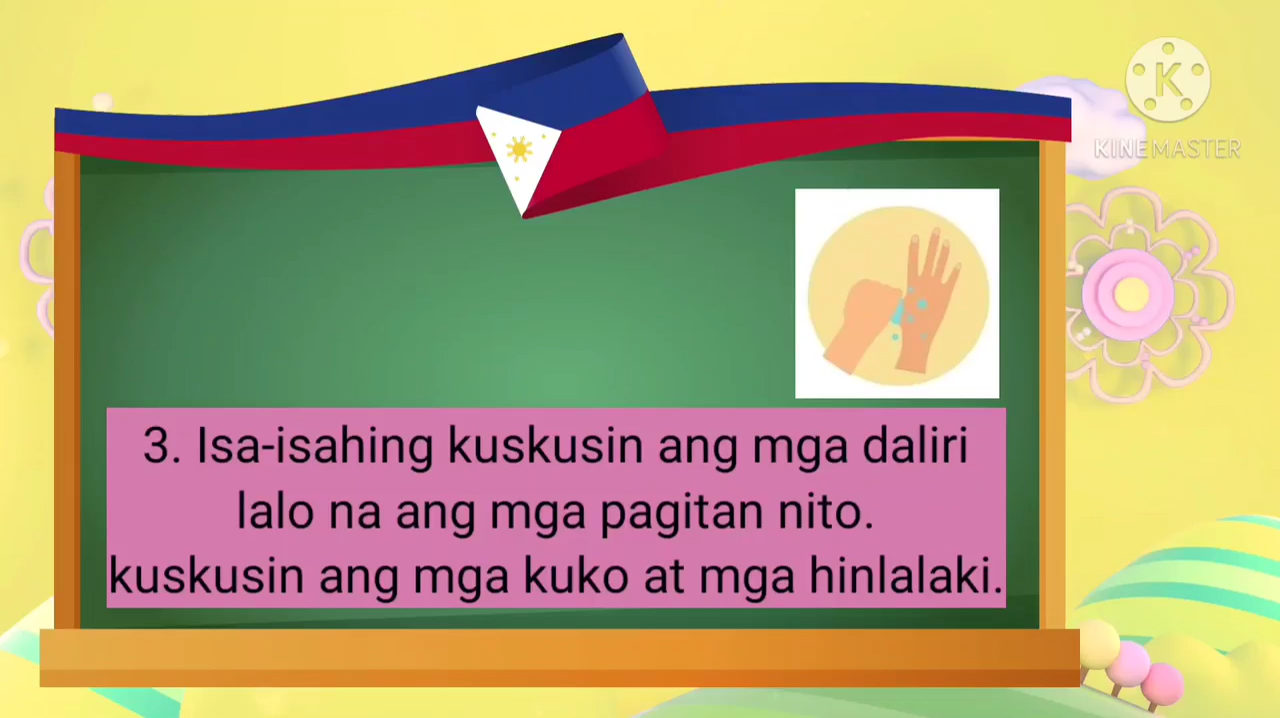 KINEMASTER
3. Isa-isahing kuskusin ang mga daliri
lalo na ang mga pagitan nito.
kuskusin ang mga kuko at mga hinlalaki.